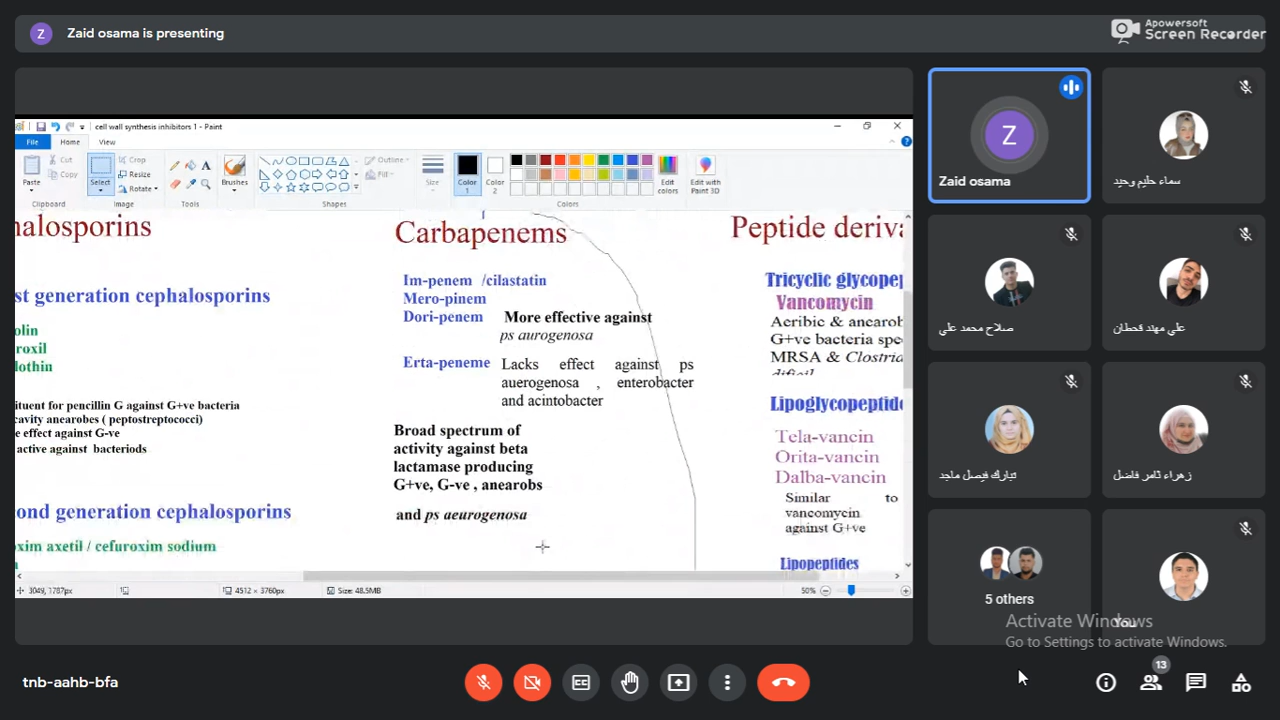 Z
Zaid osama is presenting
Apowersoft
Screen Recorder
cell wall synthesis inhibitors 1 - Paint
File
Home
View
Paste
Cut
Copy
Clipboard
Select
Crop
Resize
Rotate
Image
Tools
Brushes
Outline
Fill
Shapes
Size
Color 1
Color 2
Colors
Edit colors
Edit with Paint 3D
halosporins
st generation cephalosporins
olin
roxil
lothin
ituent for pencillin G against G+ve bacteria
cavity anearobes ( peptostreptococci)
e effect against G-ve
active against bacteriods
ond generation cephalosporins
oxim axetil / cefuroxim sodium
Carbapenems
Im-penem /cilastatin
Mero-pinem
Dori-penem More effective against
ps aurogenosa
Erta-peneme Lacks effect against ps
auerogenosa , enterobacter
and acintobacter
Broad spectrum of
activity against beta
lactamase producing
G+ve, G-ve , anearobs
and ps aeurogenosa
Peptide deriva
Tricyclic glycopep
Vancomycin
Aeribic & anearob
G+ve bacteria spe
MRSA & Clostria
dificil
Lipoglycopeptide
Tela-vancin
Orita-vancin
Dalba-vancin
Similar to
vancomycin
against G+ve
Lipopeptides
3049, 1787px
4512 × 3760px
Size: 48.5MB
50%
Z
Zaid osama
سماء حليم وحيد
صلاح محمد علي
علي مهند قحطان
تبارك فيصل ماجد
زهراء ثامر فاضل
5 others
You
Activate Windows
Go to Settings to activate Windows.
tnb-aahb-bfa
CC
13